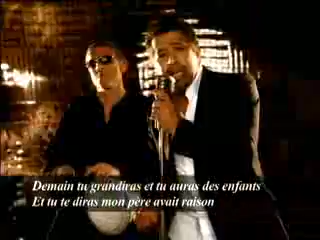 Demain tu grandiras et tu auras des enfants
Et tu te diras mon père avait raison